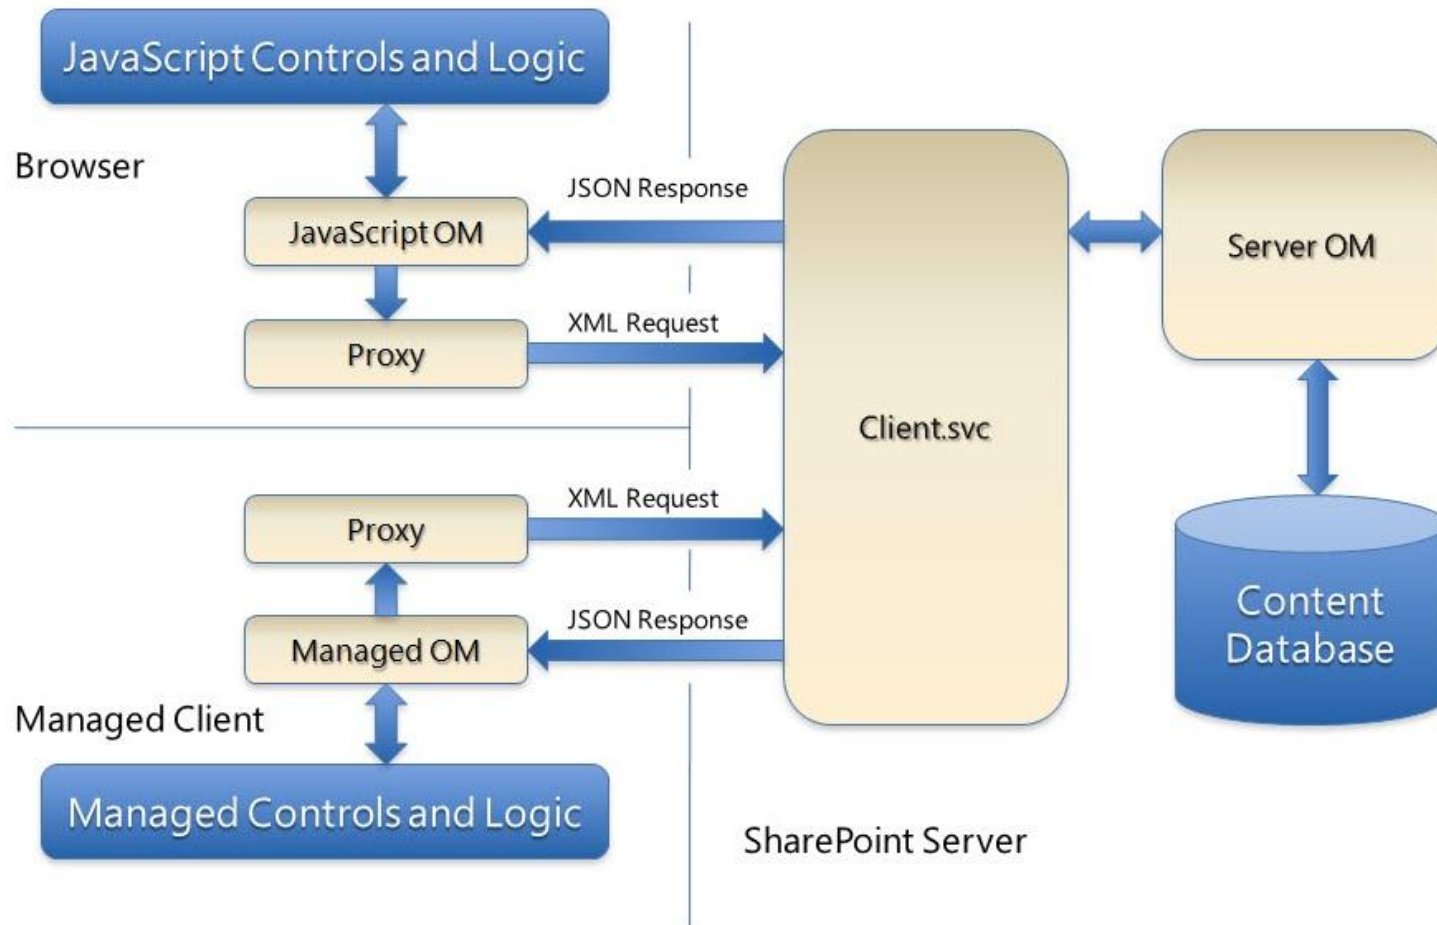 JavaScript Controls and Logic
Browser
JSON Response
JavaScript OM
XML Request
Proxy
Client.svc
Server OM
XML Request
Proxy
JSON Response
Managed OM
Content
Database
Managed Client
Managed Controls and Logic
SharePoint Server